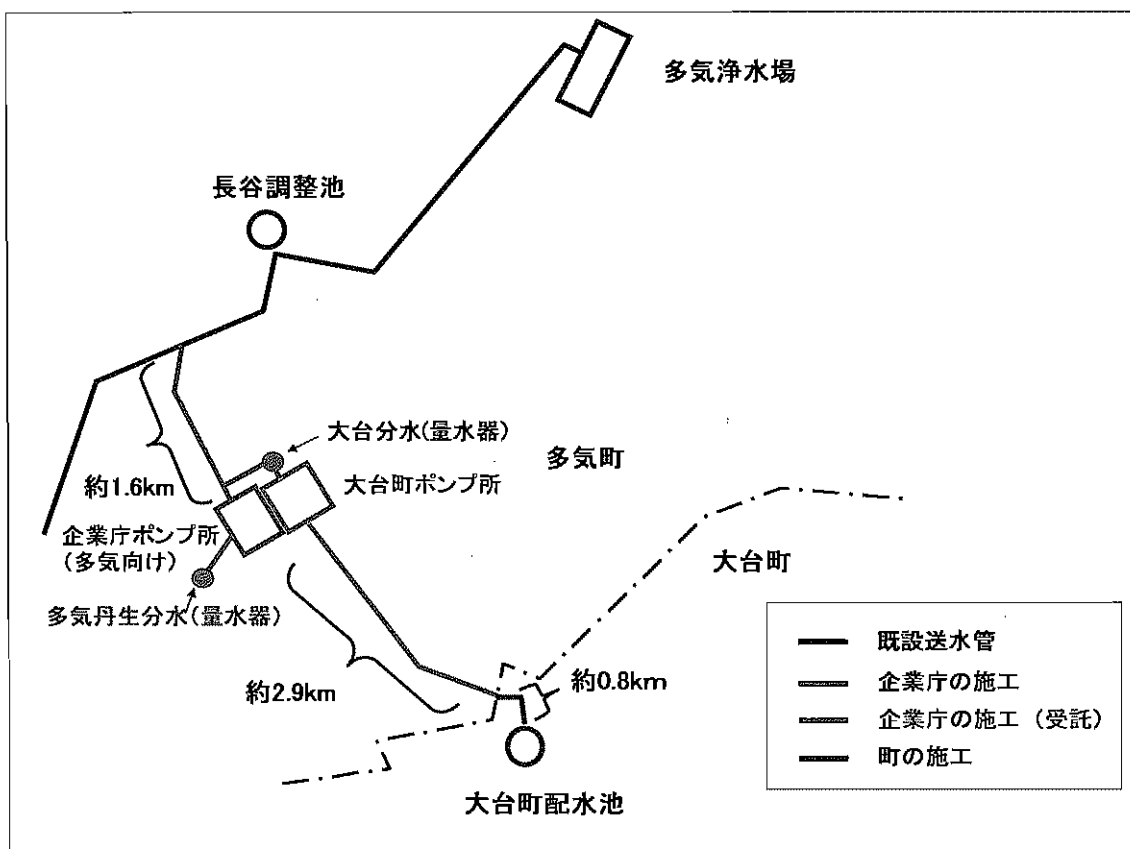 多気浄水場
長谷調整池
大台分水(量水器)
多気町
約1.6km
大台町ポンプ所
企業庁ポンプ所
(多気向け)
大台町
多気丹生分水(量水器)
約2.9km
約0.8km
大台町配水池
既設送水管
企業庁の施工
企業庁の施工(受託)
町の施工